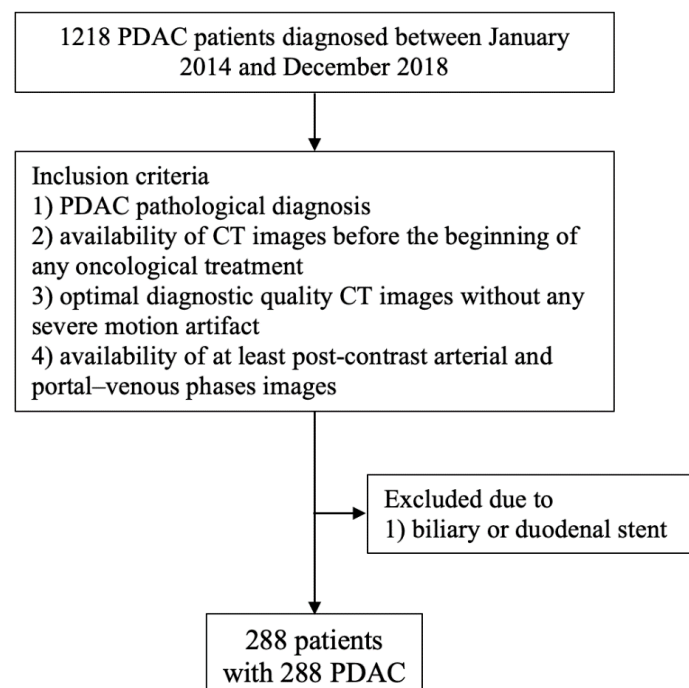 1218 PDAC patients diagnosed between January
2014 and December 2018
Inclusion criteria
1) PDAC pathological diagnosis
2) availability of CT images before the beginning of
any oncological treatment
3) optimal diagnostic quality CT images without any
severe motion artifact
4) availability of at least post-contrast arterial and
portal–venous phases images
Excluded due to
1) biliary or duodenal stent
288 patients
with 288 PDAC